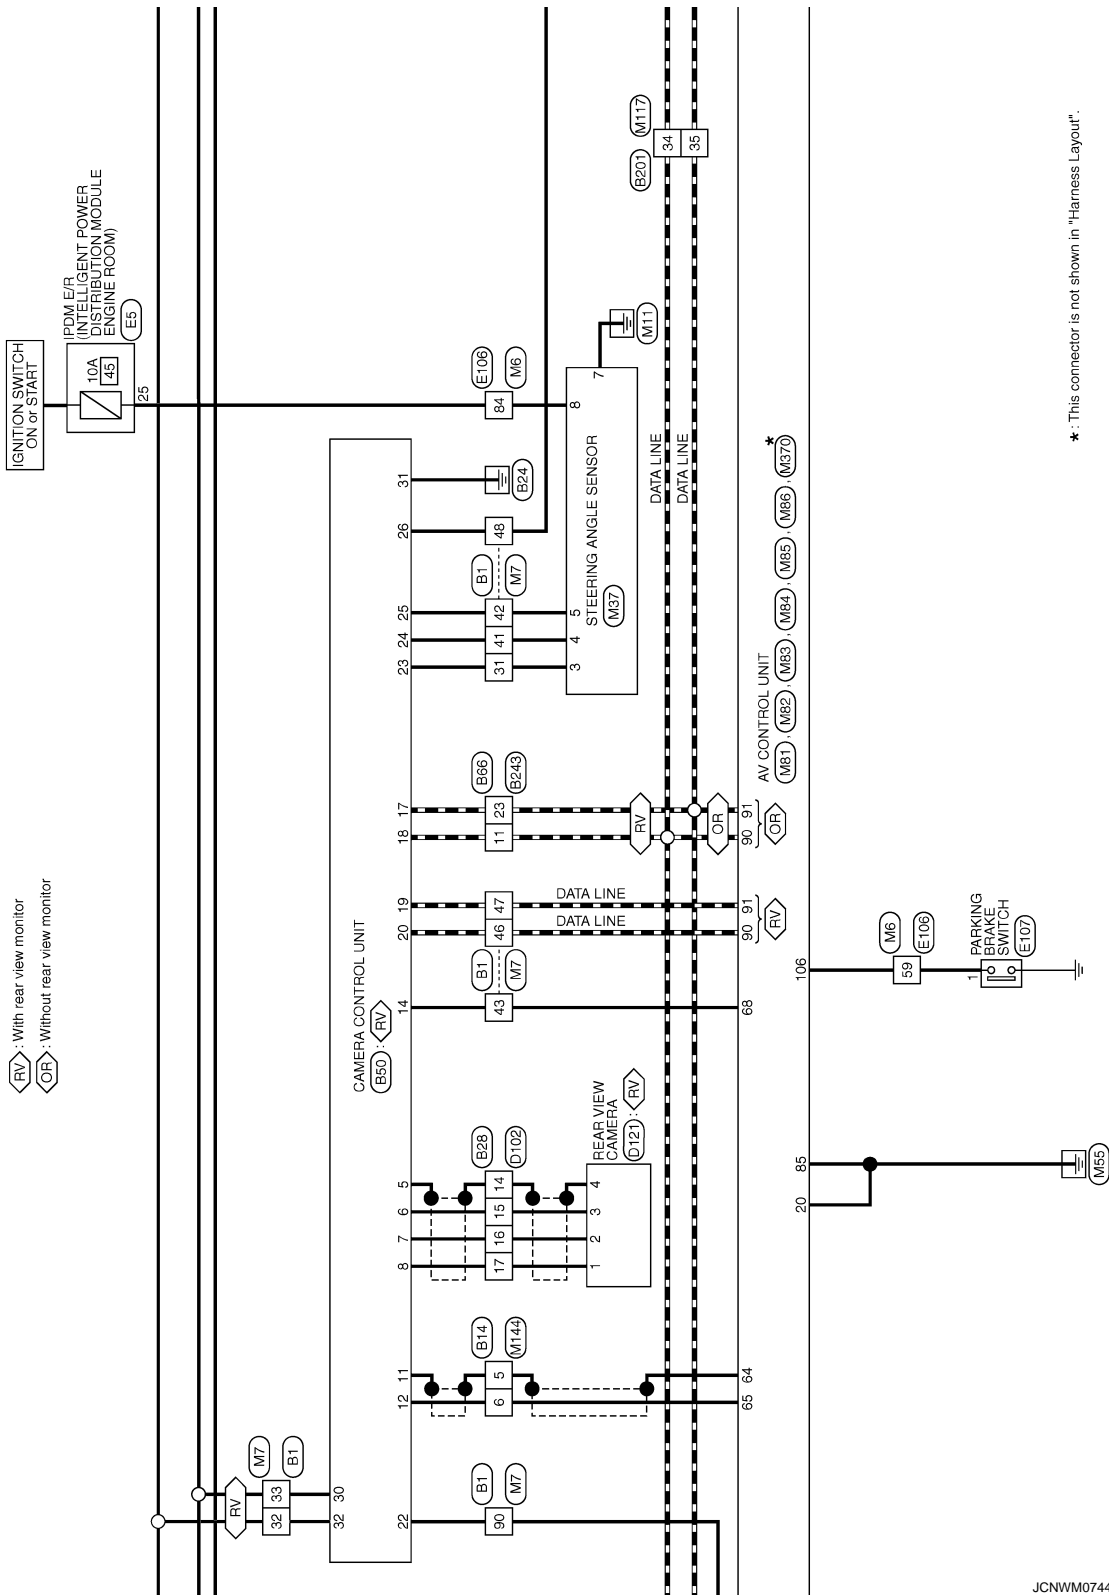 RV : With rear view monitor
OR : Without rear view monitor
IGNITION SWITCH
ON or START
IPDM E/R
(INTELLIGENT POWER
DISTRIBUTION MODULE
ENGINE ROOM)
E5
10A
45
25
32 33
M7
B1
RV
32 30
CAMERA CONTROL UNIT
B50 : RV
22 12 11 8 7 6 5 14 20 19 18 17 23 24 25 26 31
90
B1
M7
6 5
B14
M144
17 16 15 14
B28
D102
43
B1
M7
46 47
DATA LINE
DATA LINE
11 23
B66
B243
31 41 42
B1
M7
48
B24
84
E106
M6
1 2 3 4
REAR VIEW
CAMERA
D121 : RV
3 4 5 8 7
STEERING ANGLE SENSOR
M37
M11
B201
M117
34
35
RV
OR
DATA LINE
DATA LINE
65 64 68 90 91 90 91
RV
OR
AV CONTROL UNIT
M81 , M82 , M83 , M84 , M85 , M86 , M370 *
20 85 106
M55
59
M6
E106
1
PARKING
BRAKE
SWITCH
E107
* : This connector is not shown in "Harness Layout".
JCNWM0744